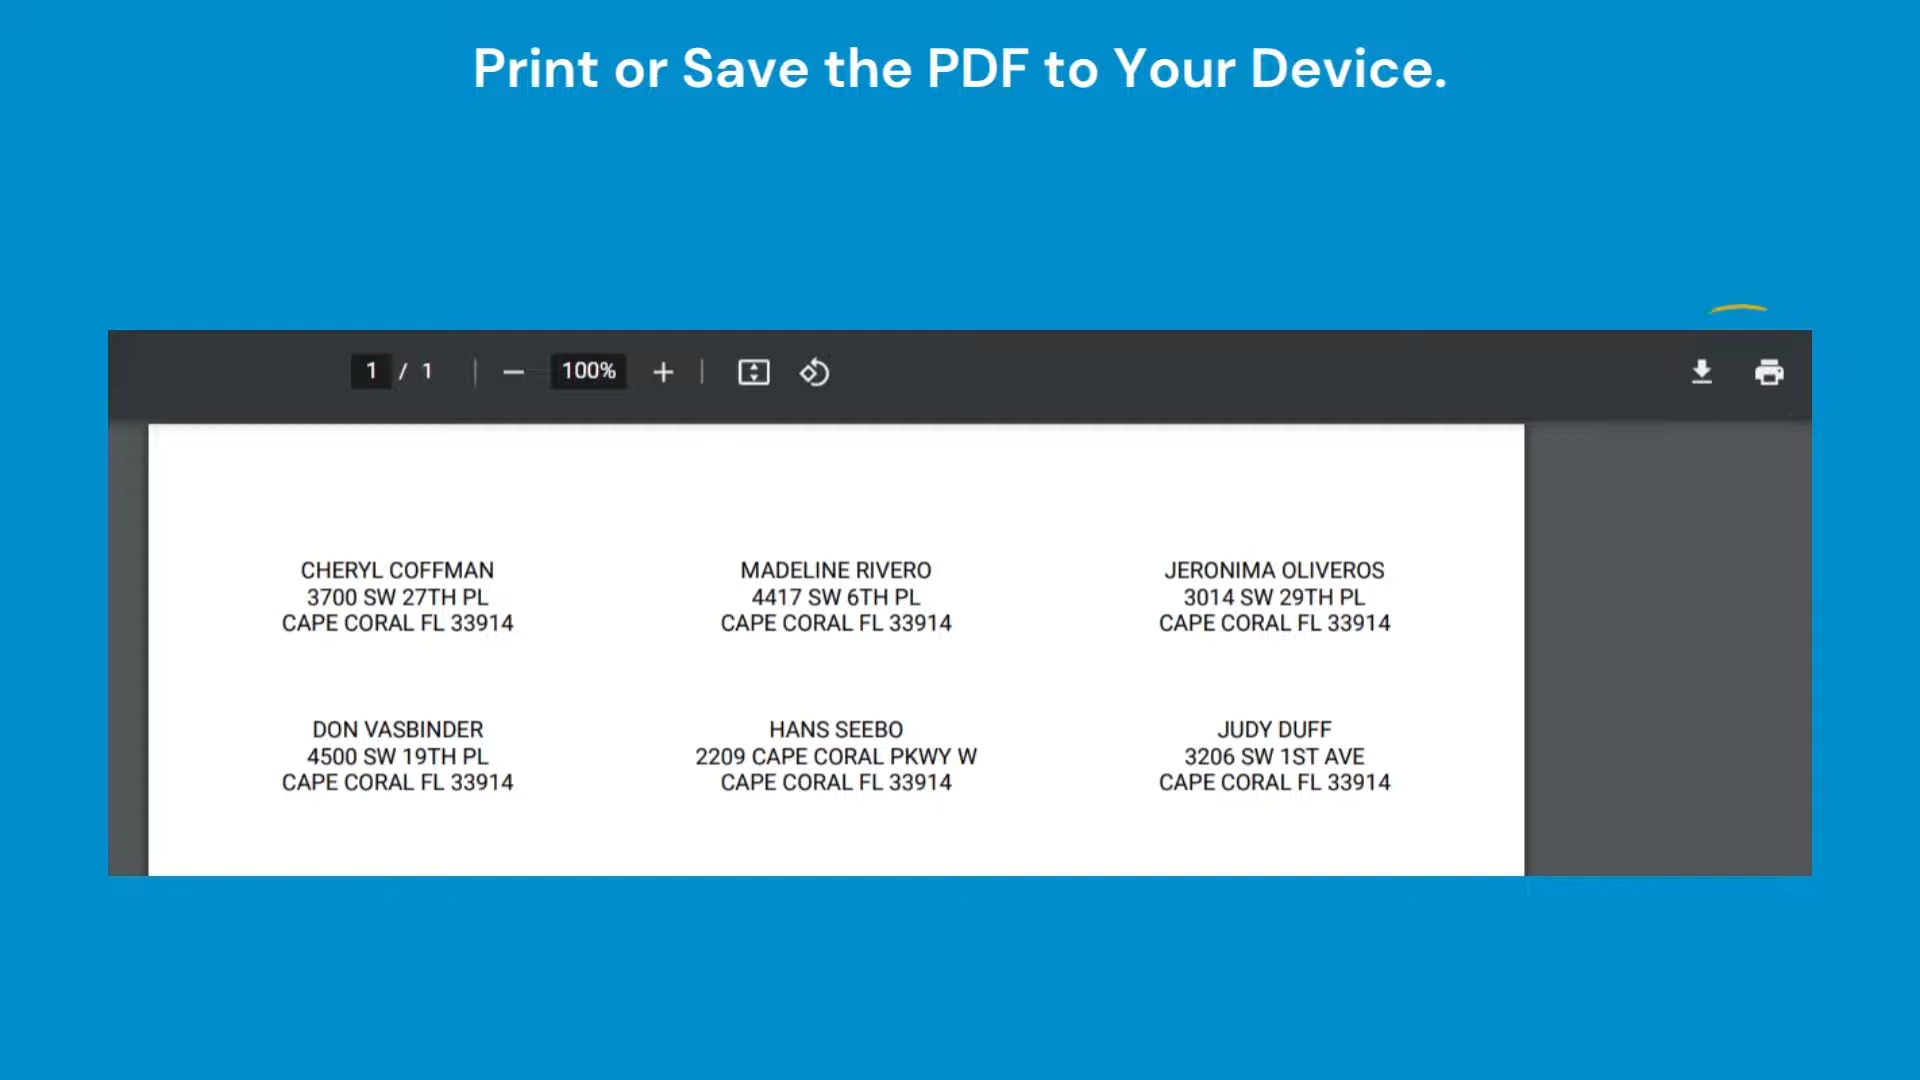 Print or Save the PDF to Your Device.
1 / 1
100%
CHERYL COFFMAN
3700 SW 27TH PL
CAPE CORAL FL 33914
MADELINE RIVERO
4417 SW 6TH PL
CAPE CORAL FL 33914
JERONIMA OLIVEROS
3014 SW 29TH PL
CAPE CORAL FL 33914
DON VASBINDER
4500 SW 19TH PL
CAPE CORAL FL 33914
HANS SEEBO
2209 CAPE CORAL PKWY W
CAPE CORAL FL 33914
JUDY DUFF
3206 SW 1ST AVE
CAPE CORAL FL 33914